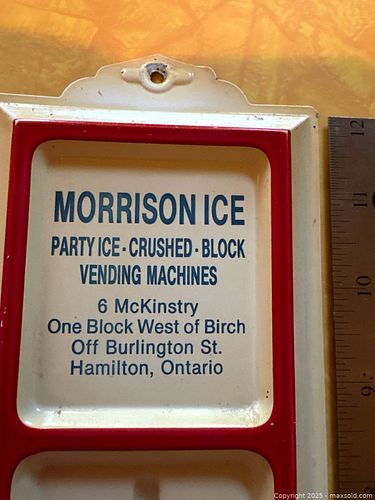 MORRISON ICE
PARTY ICE - CRUSHED - BLOCK
VENDING MACHINES
6 McKinstry
One Block West of Birch
Off Burlington St.
Hamilton, Ontario
12
11
10
9
Copyright 2025 - maxsold.com